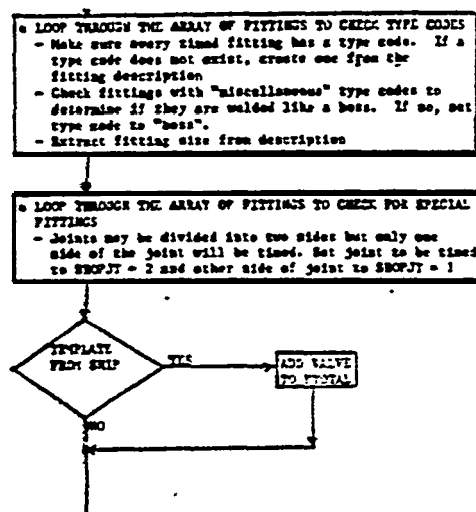 • LOOP THROUGH THE ARRAY OF FITTINGS TO CHECK TYPE CODES
- Make sure every timed fitting has a type code. If a
type code does not exist, create one from the
fitting description
- Check fittings with "miscellaneous" type codes to
determine if they are welded like a boss. If so, set
type code to "boss".
- Extract fitting size from description
• LOOP THROUGH THE ARRAY OF FITTINGS TO CHECK FOR SPECIAL
FITTINGS
- Joints may be divided into two sides but only one
side of the joint will be timed. Set joint to be timed
to SHOPJT = 2 and other side of joint to SHOPJT = 1
TEMPLATE
FROM SHIP
YES
ADD VALVE
TO
NO